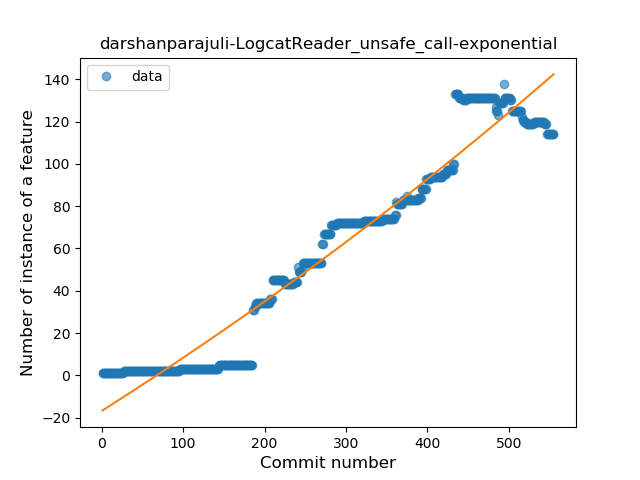 darshanparajuli-LogcatReader_unsafe_call-exponential
data
Number of instance of a feature
140
120
100
80
60
40
20
0
−20
0 100 200 300 400 500
Commit number